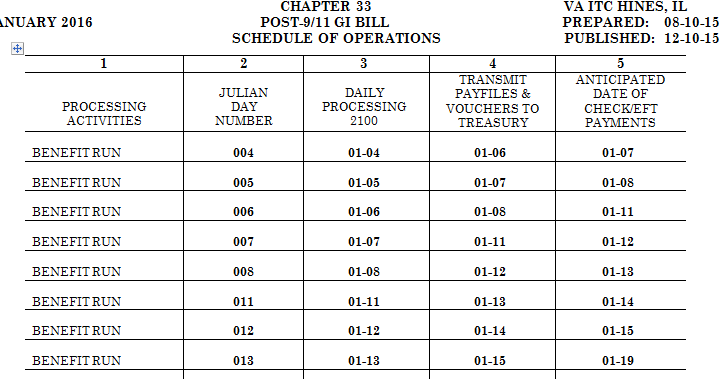 CHAPTER 33 VA ITC HINES, IL
ANUARY 2016 POST-9/11 GI BILL PREPARED: 08-10-15
SCHEDULE OF OPERATIONS PUBLISHED: 12-10-15
1 2 3 4 5
PROCESSING ACTIVITIES JULIAN DAY NUMBER DAILY PROCESSING 2100 TRANSMIT PAYFILES & VOUCHERS TO TREASURY ANTICIPATED DATE OF CHECK/EFT PAYMENTS
BENEFIT RUN 004 01-04 01-06 01-07
BENEFIT RUN 005 01-05 01-07 01-08
BENEFIT RUN 006 01-06 01-08 01-11
BENEFIT RUN 007 01-07 01-11 01-12
BENEFIT RUN 008 01-08 01-12 01-13
BENEFIT RUN 011 01-11 01-13 01-14
BENEFIT RUN 012 01-12 01-14 01-15
BENEFIT RUN 013 01-13 01-15 01-19